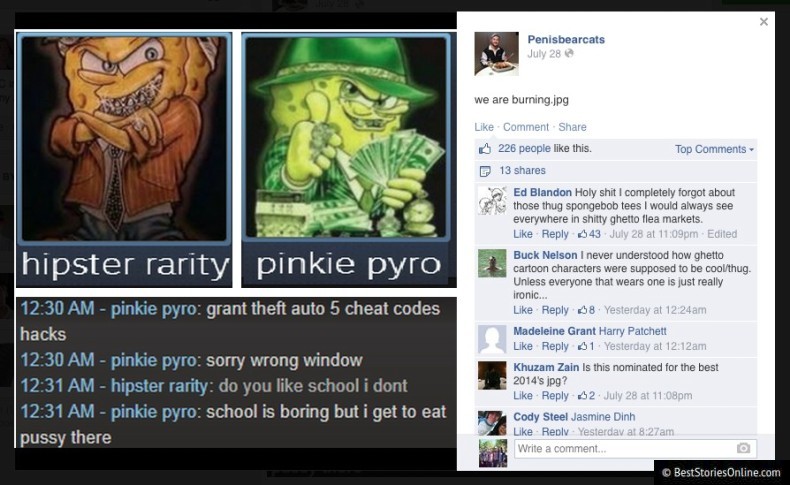 hipster rarity
pinkie pyro
12:30 AM - pinkie pyro: grant theft auto 5 cheat codes
hacks
12:30 AM - pinkie pyro: sorry wrong window
12:31 AM - hipster rarity: do you like school i dont
12:31 AM - pinkie pyro: school is boring but i get to eat
pussy there
Penisbearcats
July 28
we are burning.jpg
Like · Comment · Share
226 people like this.
Top Comments
13 shares
Ed Blandon Holy shit I completely forgot about
those thug spongebob tees I would always see
everywhere in shitty ghetto flea markets.
Like · Reply · 43 · July 28 at 11:09pm · Edited
Buck Nelson I never understood how ghetto
cartoon characters were supposed to be cool/thug.
Unless everyone that wears one is just really
ironic...
Like · Reply · 8 · Yesterday at 12:24am
Madeleine Grant Harry Patchett
Like · Reply · 1 · Yesterday at 12:12am
Khuzam Zain Is this nominated for the best
2014's jpg?
Like · Reply · 2 · July 28 at 11:08pm
Cody Steel Jasmine Dinh
Like · Reply · Yesterday at 8:27am
Write a comment...
© BestStoriesOnline.com